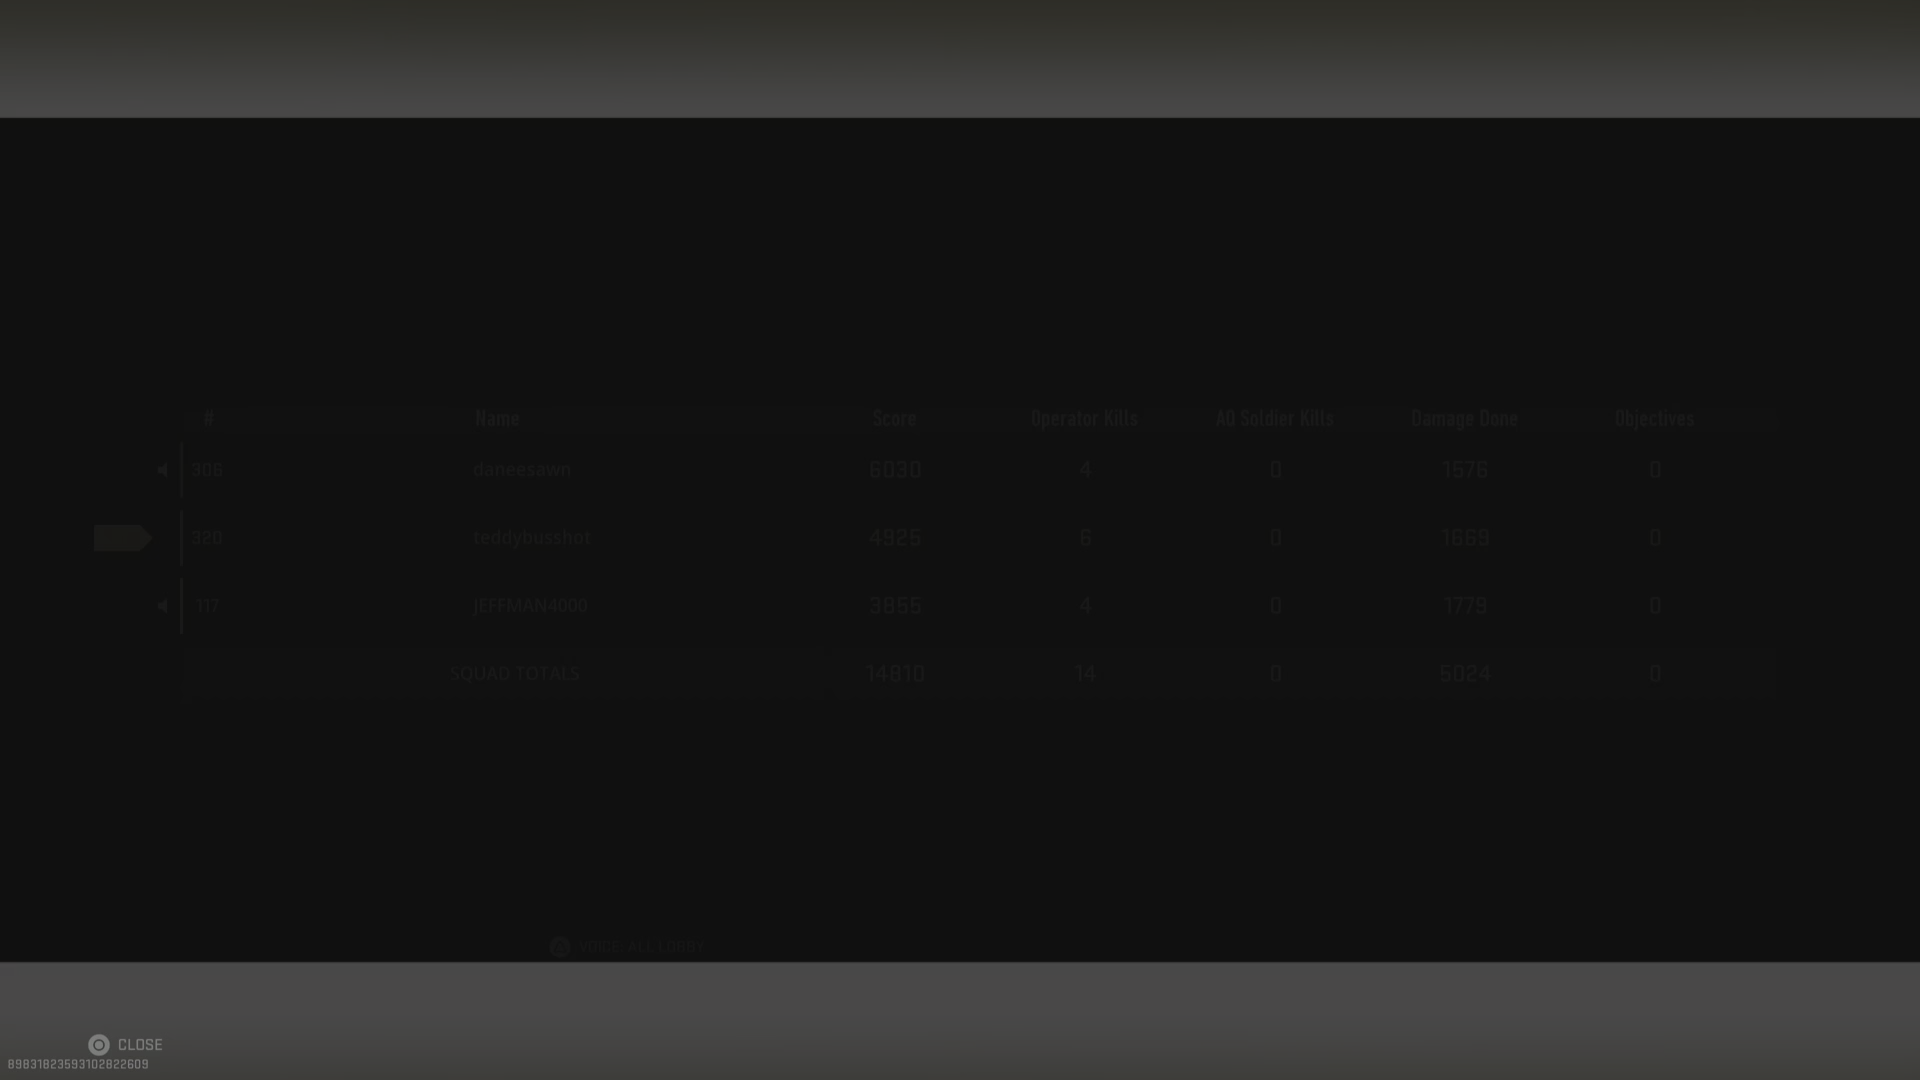 # Name Score Operator Kills AQ Soldier Kills Damage Done Objectives
306 daneesawn 6030 4 0 1576 0
320 teddybusshot 4925 6 0 1669 0
117 JEFFMAN4000 3855 4 0 1779 0
SQUAD TOTALS 14810 14 0 5024 0
VOICE: ALL LOBBY
CLOSE
89831823593102822609